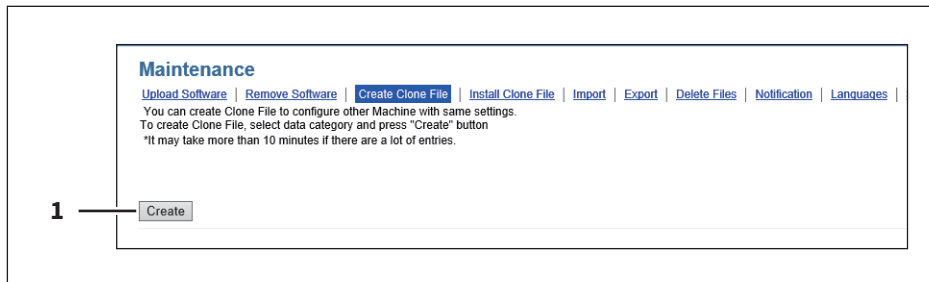 Maintenance
Upload Software | Remove Software | Create Clone File | Install Clone File | Import | Export | Delete Files | Notification | Languages |
You can create Clone File to configure other Machine with same settings.
To create Clone File, select data category and press "Create" button
*It may take more than 10 minutes if there are a lot of entries.
1 Create